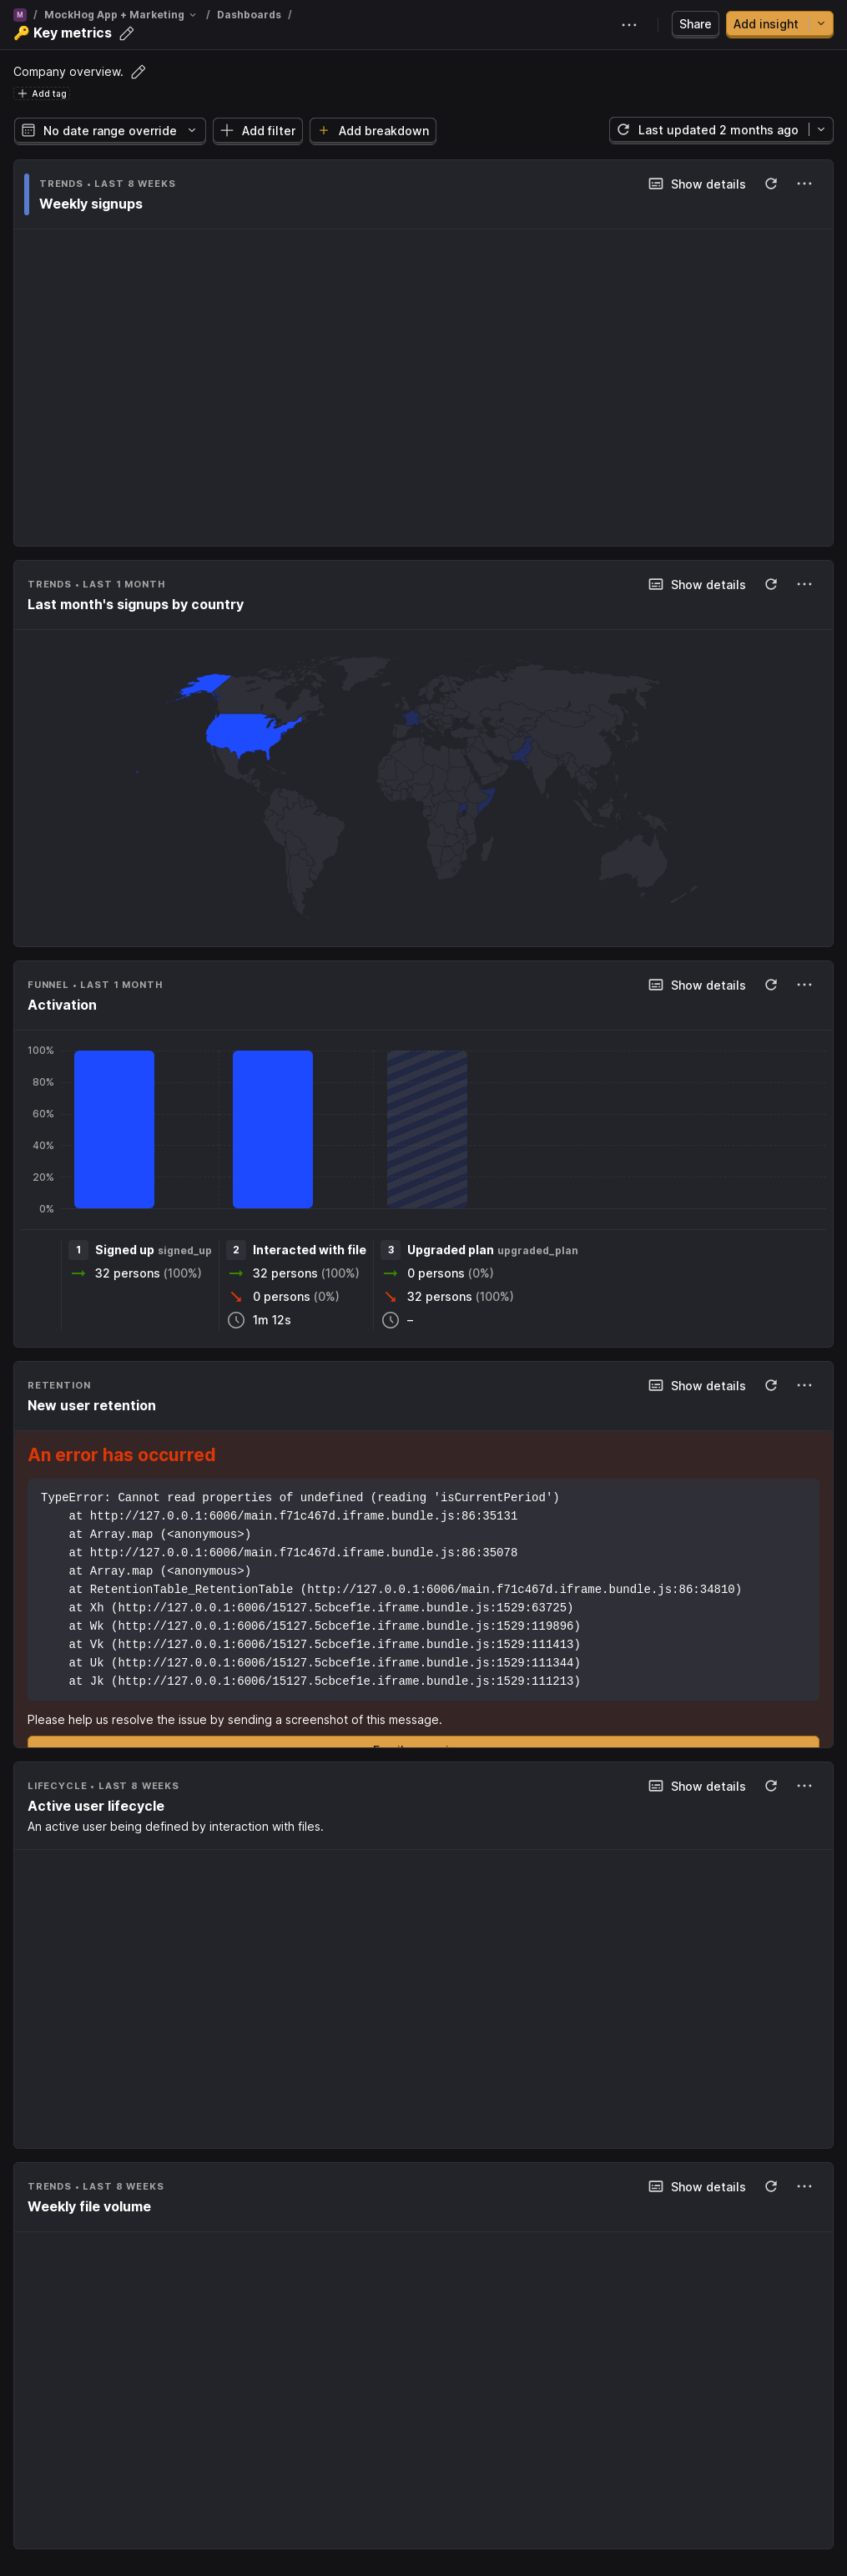 M / MockHog App + Marketing / Dashboards /
🔑 Key metrics
Share
Add insight
Company overview.
Add tag
No date range override
Add filter
Add breakdown
Last updated 2 months ago
TRENDS • LAST 8 WEEKS
Show details
Weekly signups
TRENDS • LAST 1 MONTH
Show details
Last month's signups by country
FUNNEL • LAST 1 MONTH
Show details
Activation
100%
80%
60%
40%
20%
0%
1 Signed up signed_up
32 persons (100%)
2 Interacted with file
32 persons (100%)
0 persons (0%)
1m 12s
3 Upgraded plan upgraded_plan
0 persons (0%)
32 persons (100%)
–
RETENTION
Show details
New user retention
An error has occurred
TypeError: Cannot read properties of undefined (reading 'isCurrentPeriod')
at http://127.0.0.1:6006/main.f71c467d.iframe.bundle.js:86:35131
at Array.map (<anonymous>)
at http://127.0.0.1:6006/main.f71c467d.iframe.bundle.js:86:35078
at Array.map (<anonymous>)
at RetentionTable_RetentionTable (http://127.0.0.1:6006/main.f71c467d.iframe.bundle.js:86:34810)
at Xh (http://127.0.0.1:6006/15127.5cbcef1e.iframe.bundle.js:1529:63725)
at Wk (http://127.0.0.1:6006/15127.5cbcef1e.iframe.bundle.js:1529:119896)
at Vk (http://127.0.0.1:6006/15127.5cbcef1e.iframe.bundle.js:1529:111413)
at Uk (http://127.0.0.1:6006/15127.5cbcef1e.iframe.bundle.js:1529:111344)
at Jk (http://127.0.0.1:6006/15127.5cbcef1e.iframe.bundle.js:1529:111213)
Please help us resolve the issue by sending a screenshot of this message.
LIFECYCLE • LAST 8 WEEKS
Show details
Active user lifecycle
An active user being defined by interaction with files.
TRENDS • LAST 8 WEEKS
Show details
Weekly file volume